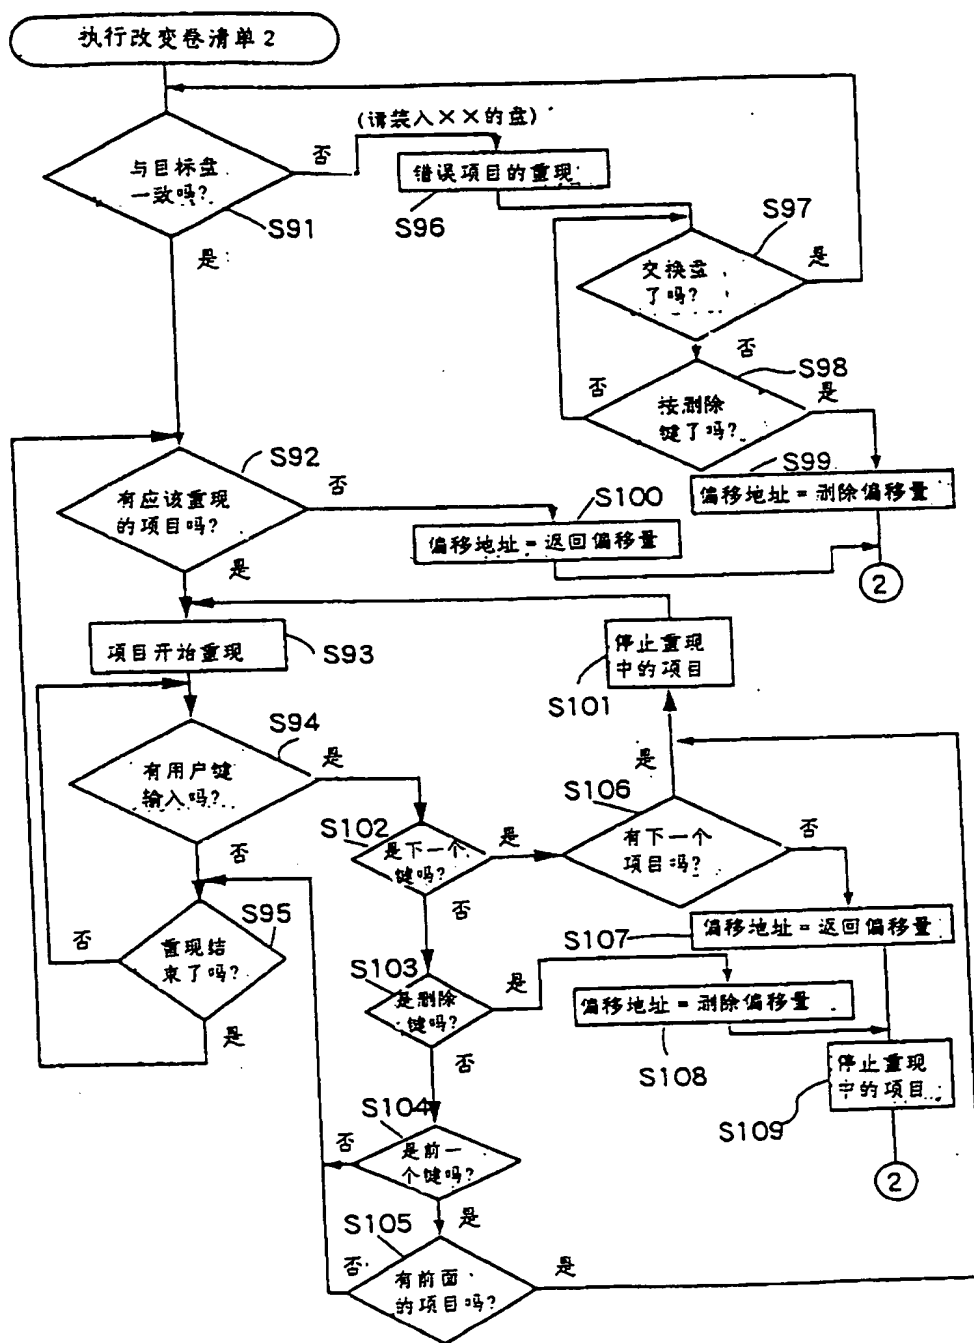 执行改变卷清单2
(请装入××的盘)
与目标盘
一致吗?
否
S91
是
错误项目的重现
S96
S97
交换盘
了吗?
是
否
S98
按删除
键了吗?
否
是
S99
偏移地址=删除偏移量
2
S92
有应该重现
的项目吗?
否
是
S100
偏移地址=返回偏移量
项目开始重现
S93
停止重现
中的项目
S101
S94
有用户键
输入吗?
是
否
S102
是下一个
键吗?
是
否
S106
有下一个
项目吗?
是
否
S95
重现结
束了吗?
否
是
S107
偏移地址=返回偏移量
S103
是删除
键吗?
是
否
偏移地址=删除偏移量
S108
停止重现
中的项目
S109
2
S104
是前一
个键吗?
否
是
S105
有前面
的项目吗?
否
是